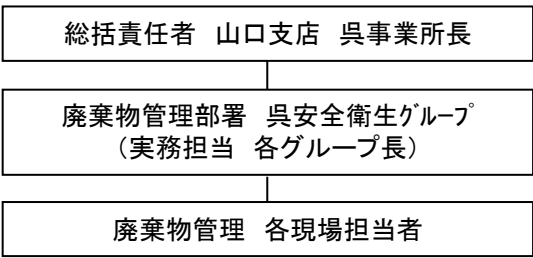 総括責任者　山口支店　呉事業所長
廃棄物管理部署　呉安全衛生ｸﾞﾙｰﾌﾟ
（実務担当　各グループ長）
廃棄物管理　各現場担当者